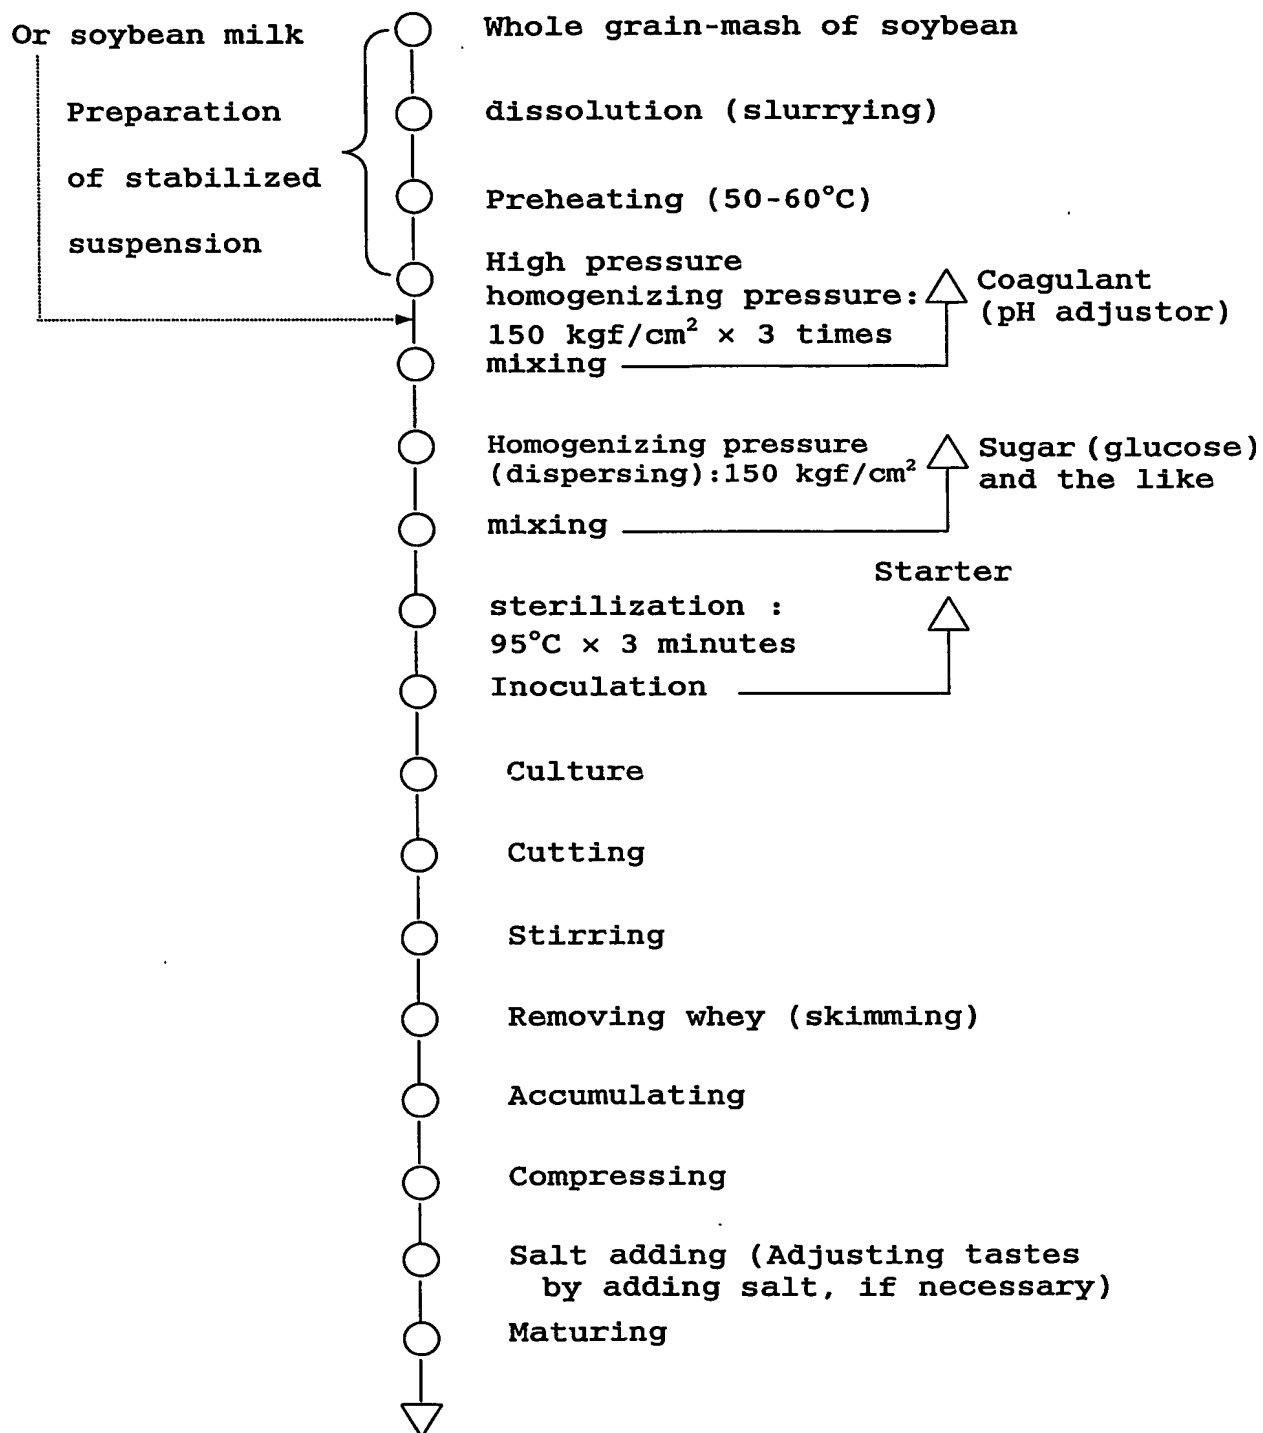 Or soybean milk
Whole grain-mash of soybean
Preparation
of stabilized
suspension
dissolution (slurrying)
Preheating (50-60°C)
High pressure
homogenizing pressure:
150 kgf/cm² × 3 times
Coagulant
(pH adjustor)
mixing
Homogenizing pressure
(dispersing):150 kgf/cm²
Sugar (glucose)
and the like
mixing
Starter
sterilization :
95°C × 3 minutes
Inoculation
Culture
Cutting
Stirring
Removing whey (skimming)
Accumulating
Compressing
Salt adding (Adjusting tastes
by adding salt, if necessary)
Maturing